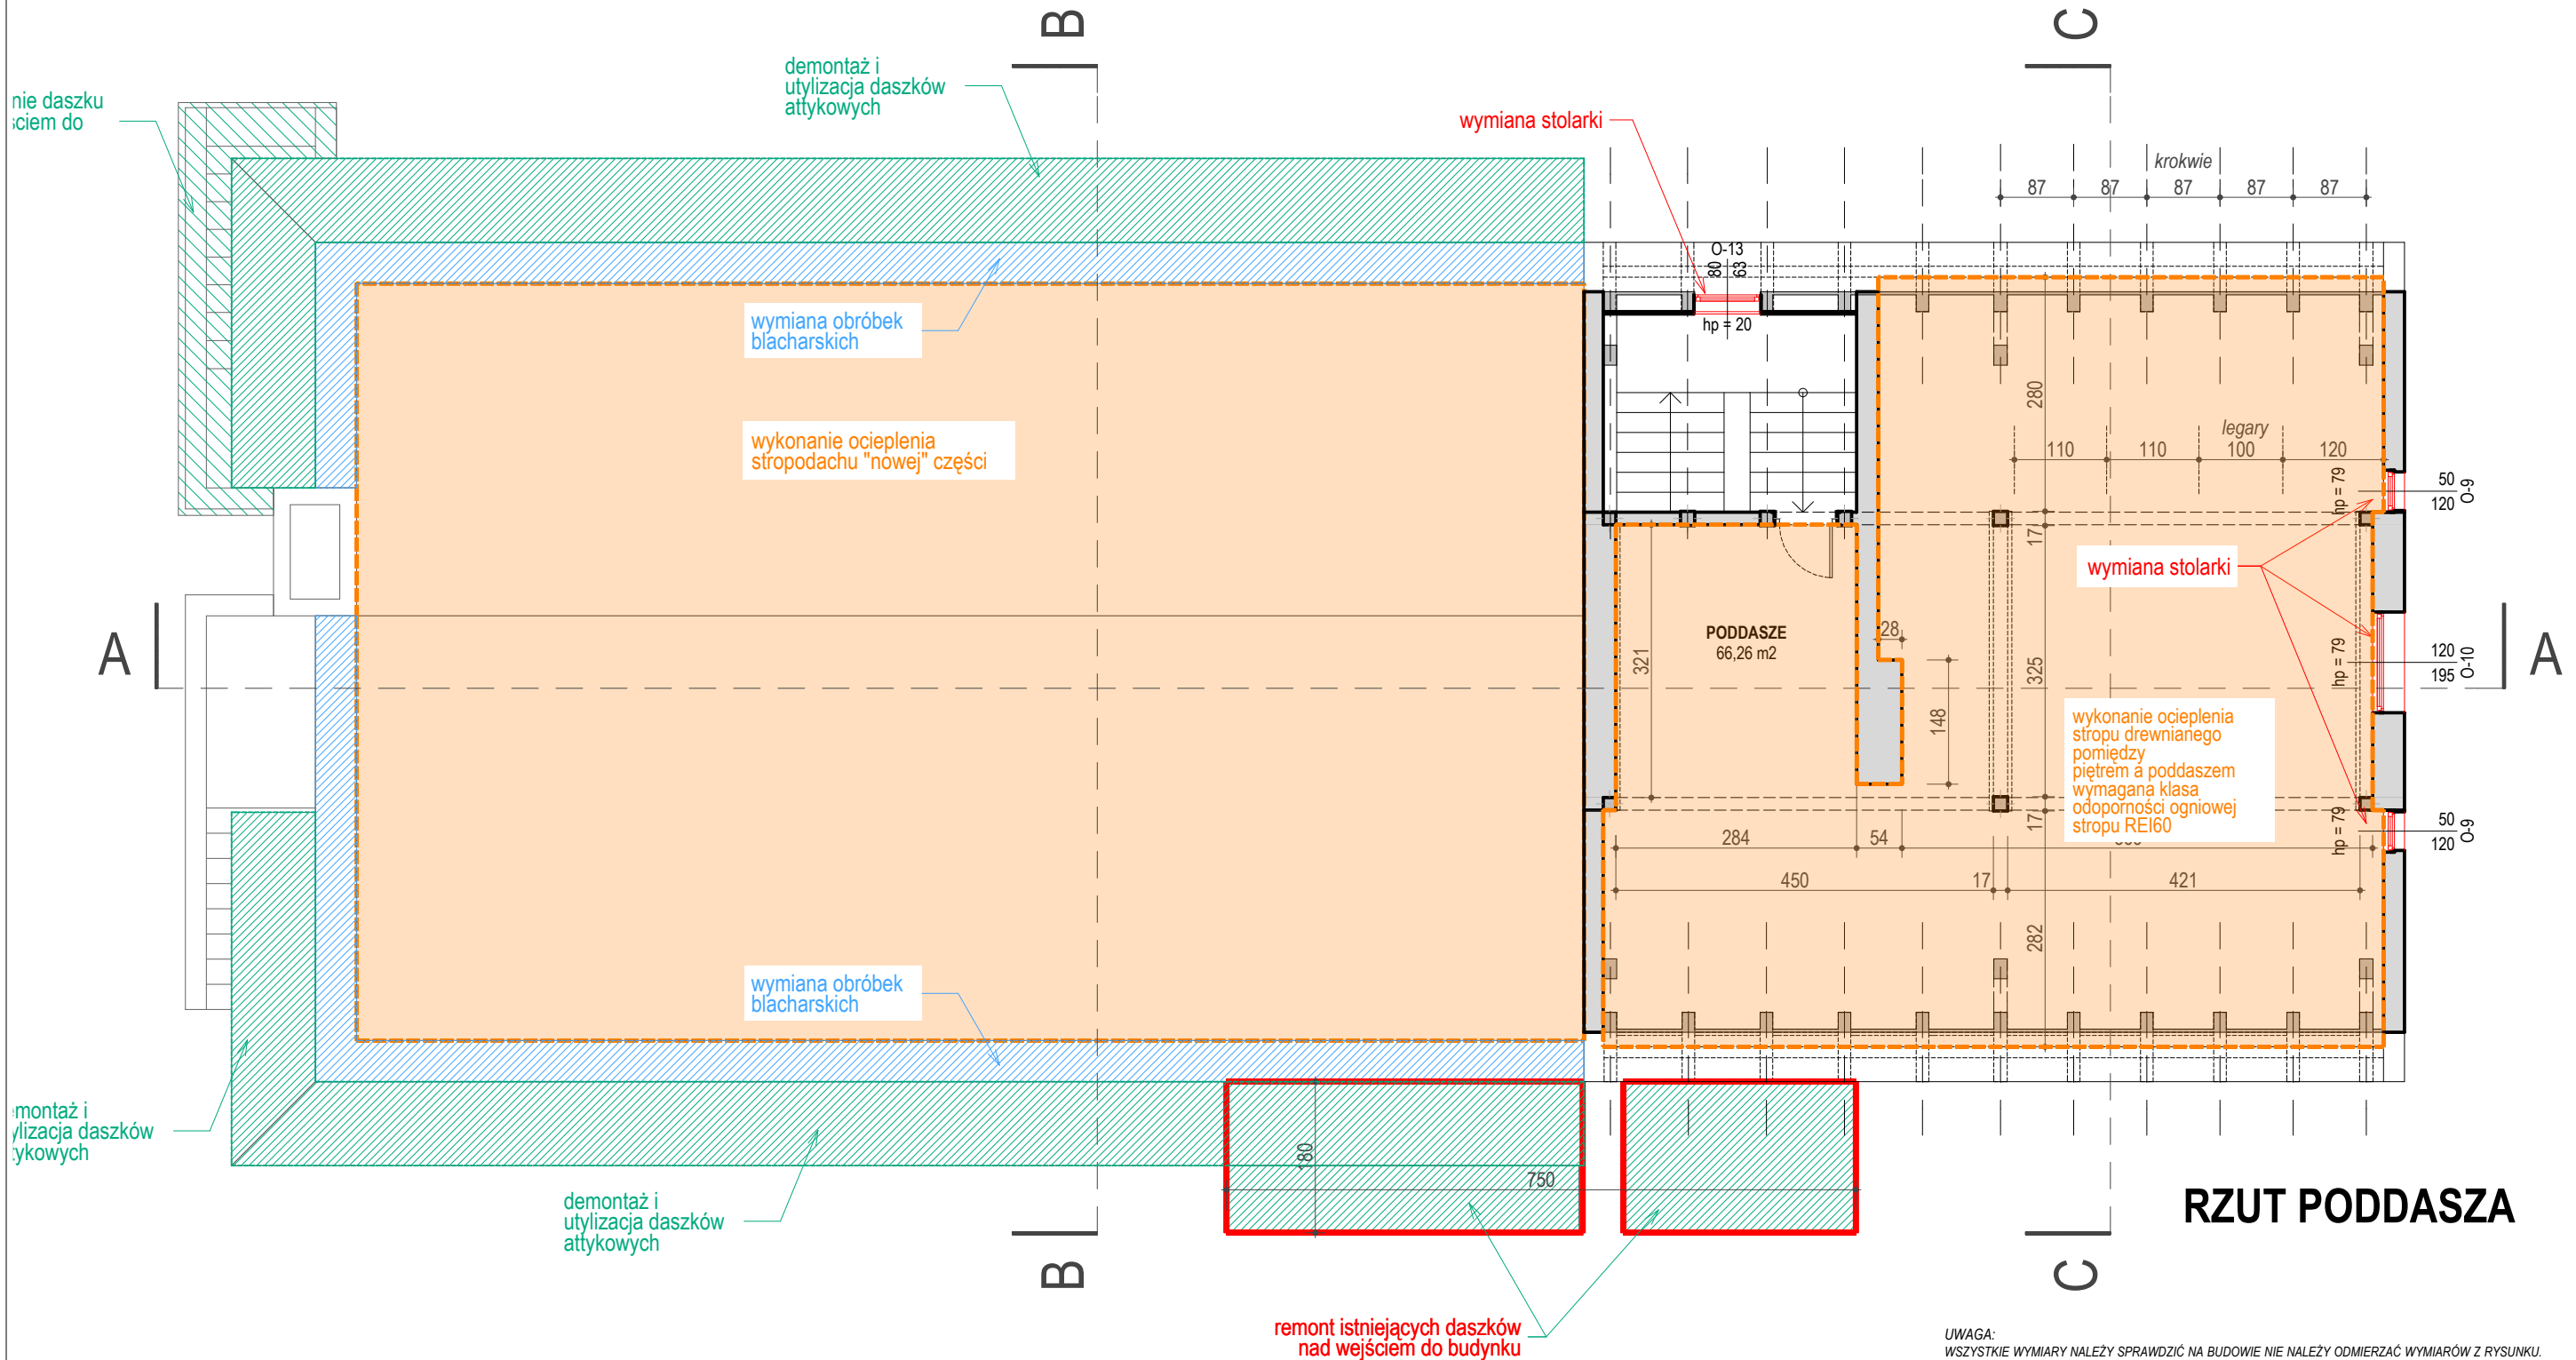 B
C
demontaż i
utylizacja daszków
attykowych
nie daszku
ściem do
wymiana stolarki
krokwie
87 87 87 87 87
O-13
80
63
hp = 20
wymiana obróbek
blacharskich
wykonanie ocieplenia
stropodachu "nowej" części
280
legary
110 110 100 120
hp = 79
50
120
O-9
17
wymiana stolarki
PODDASZE
66,26 m2
28
321
325
148
hp = 79
120
195
O-10
A
A
wykonanie ocieplenia
stropu drewnianego
pomiędzy
piętrem a poddaszem
wymagana klasa
odoporności ogniowej
stropu REI60
17
hp = 79
50
120
O-9
284 54
450 17 421
282
wymiana obróbek
blacharskich
montaż i
ylizacja daszków
tykowych
180
750
demontaż i
utylizacja daszków
attykowych
RZUT PODDASZA
B
C
remont istniejących daszków
nad wejściem do budynku
UWAGA:
WSZYSTKIE WYMIARY NALEŻY SPRAWDZIĆ NA BUDOWIE NIE NALEŻY ODMIERZAĆ WYMIARÓW Z RYSUNKU.